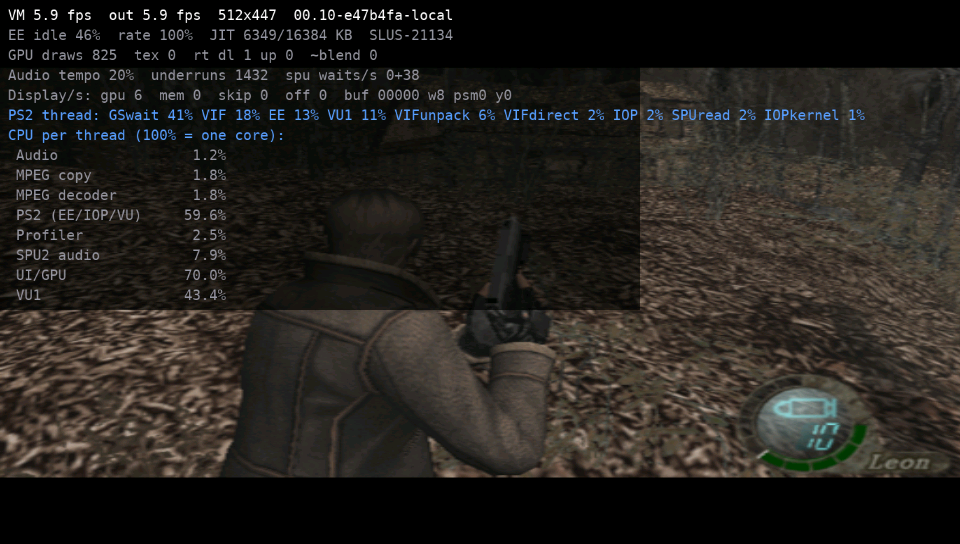 VM 5.9 fps  out 5.9 fps  512x447  00.10-e47b4fa-local
EE idle 46%  rate 100%  JIT 6349/16384 KB  SLUS-21134
GPU draws 825  tex 0  rt dl 1 up 0  ~blend 0
Audio tempo 20%  underruns 1432  spu waits/s 0+38
Display/s: gpu 6  mem 0  skip 0  off 0  buf 00000 w8 psm0 y0
PS2 thread: GSwait 41% VIF 18% EE 13% VU1 11% VIFunpack 6% VIFdirect 2% IOP 2% SPUread 2% IOPkernel 1%
CPU per thread (100% = one core):
Audio 1.2%
MPEG copy 1.8%
MPEG decoder 1.8%
PS2 (EE/IOP/VU) 59.6%
Profiler 2.5%
SPU2 audio 7.9%
UI/GPU 70.0%
VU1 43.4%
10
Leon